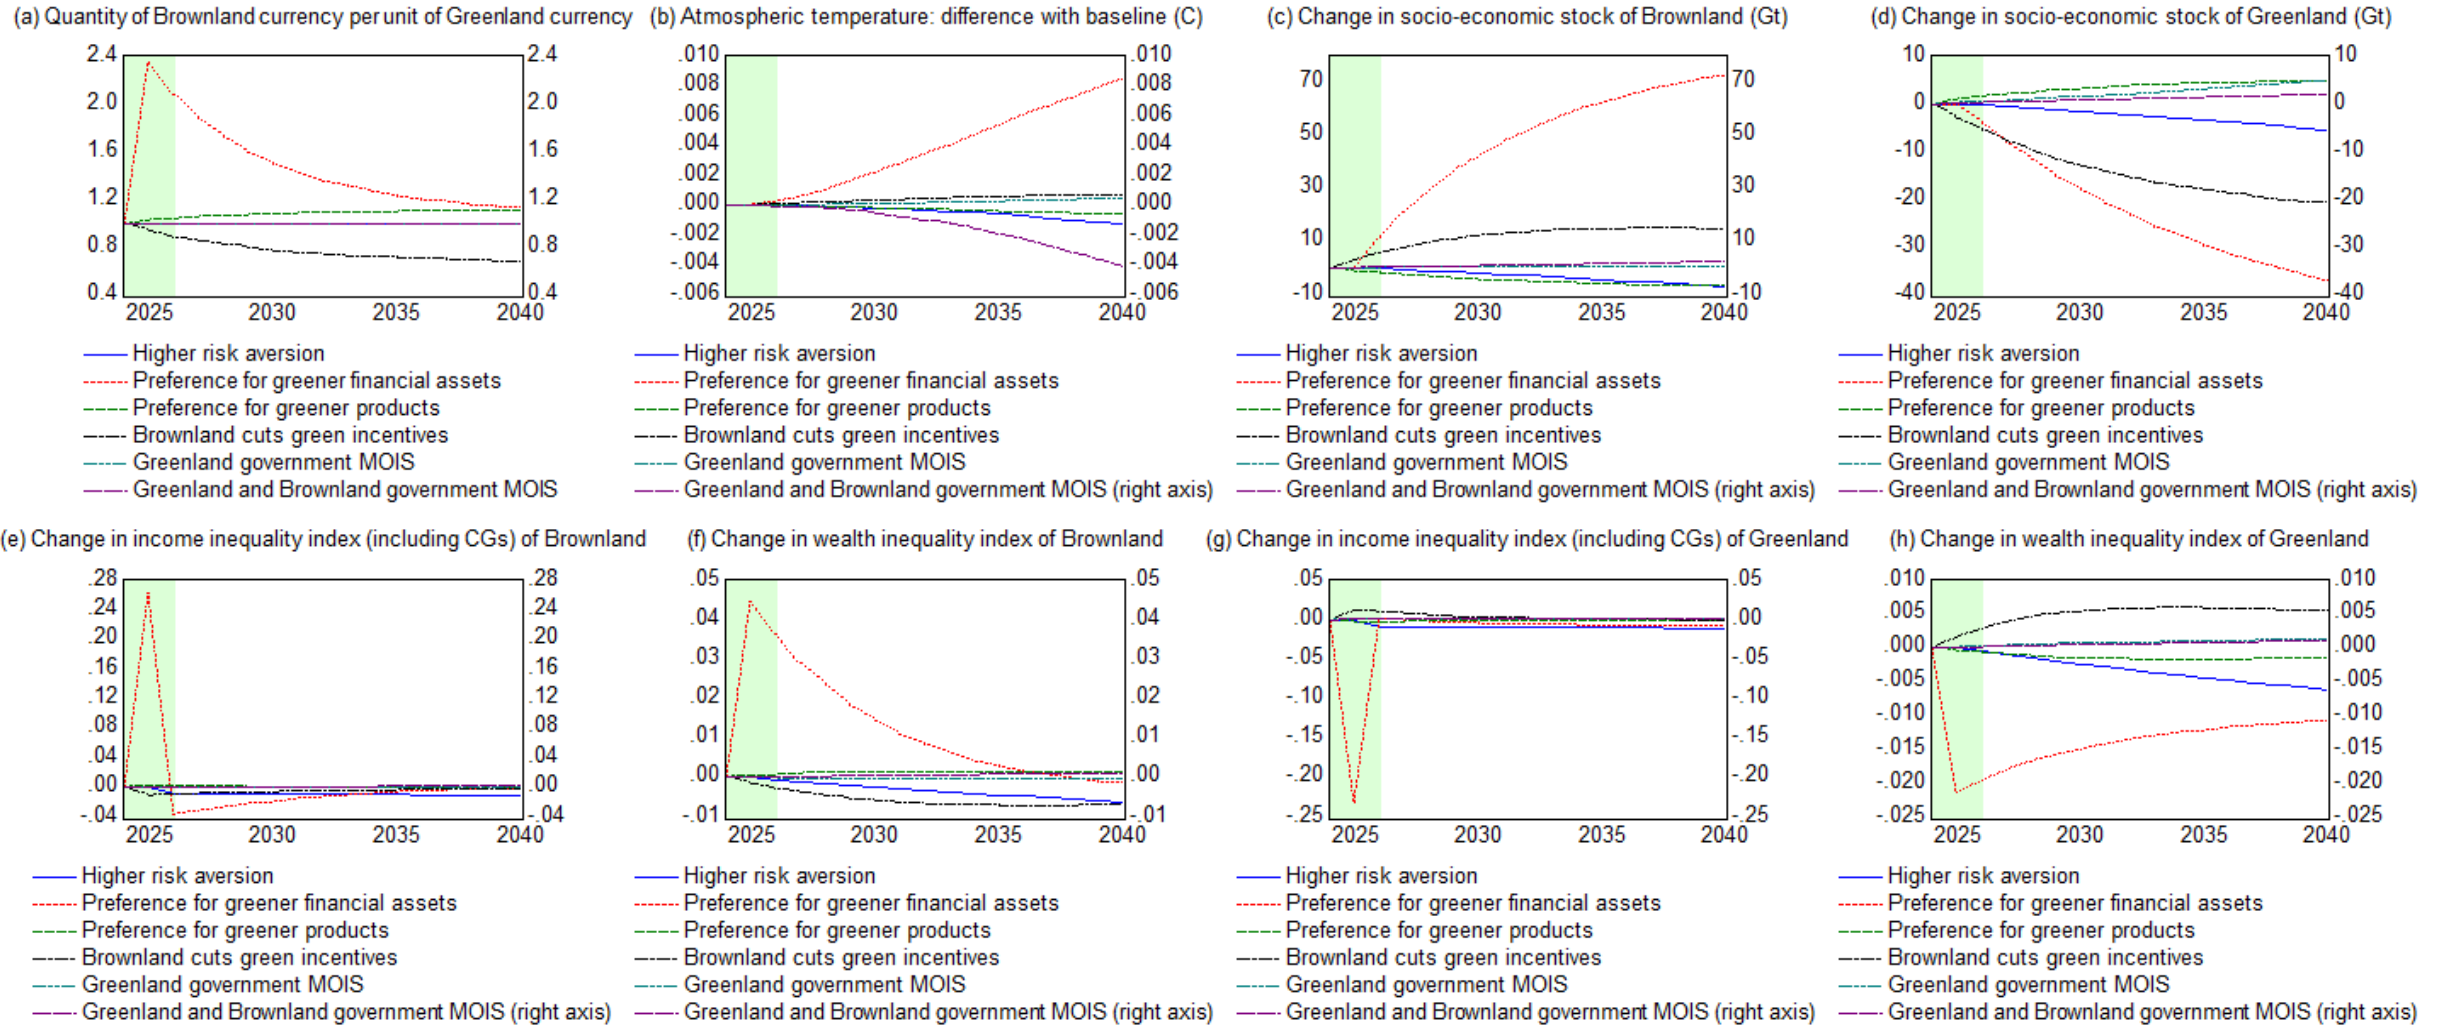 (a) Quantity of Brownland currency per unit of Greenland currency
2.4
2.0
1.6
1.2
0.8
0.4
2.4
2.0
1.6
1.2
0.8
0.4
2025 2030 2035 2040
Higher risk aversion
Preference for greener financial assets
Preference for greener products
Brownland cuts green incentives
Greenland government MOIS
Greenland and Brownland government MOIS
(b) Atmospheric temperature: difference with baseline (C)
.010
.008
.006
.004
.002
.000
-.002
-.004
-.006
.010
.008
.006
.004
.002
.000
-.002
-.004
-.006
2025 2030 2035 2040
Higher risk aversion
Preference for greener financial assets
Preference for greener products
Brownland cuts green incentives
Greenland government MOIS
Greenland and Brownland government MOIS (right axis)
(c) Change in socio-economic stock of Brownland (Gt)
70
50
30
10
-10
70
50
30
10
-10
2025 2030 2035 2040
Higher risk aversion
Preference for greener financial assets
Preference for greener products
Brownland cuts green incentives
Greenland government MOIS
Greenland and Brownland government MOIS (right axis)
(d) Change in socio-economic stock of Greenland (Gt)
10
0
-10
-20
-30
-40
10
0
-10
-20
-30
-40
2025 2030 2035 2040
Higher risk aversion
Preference for greener financial assets
Preference for greener products
Brownland cuts green incentives
Greenland government MOIS
Greenland and Brownland government MOIS (right axis)
(e) Change in income inequality index (including CGs) of Brownland
.28
.24
.20
.16
.12
.08
.04
.00
-.04
.28
.24
.20
.16
.12
.08
.04
.00
-.04
2025 2030 2035 2040
Higher risk aversion
Preference for greener financial assets
Preference for greener products
Brownland cuts green incentives
Greenland government MOIS
Greenland and Brownland government MOIS (right axis)
(f) Change in wealth inequality index of Brownland
.05
.04
.03
.02
.01
.00
-.01
.05
.04
.03
.02
.01
.00
-.01
2025 2030 2035 2040
Higher risk aversion
Preference for greener financial assets
Preference for greener products
Brownland cuts green incentives
Greenland government MOIS
Greenland and Brownland government MOIS (right axis)
(g) Change in income inequality index (including CGs) of Greenland
.05
.00
-.05
-.10
-.15
-.20
-.25
.05
.00
-.05
-.10
-.15
-.20
-.25
2025 2030 2035 2040
Higher risk aversion
Preference for greener financial assets
Preference for greener products
Brownland cuts green incentives
Greenland government MOIS
Greenland and Brownland government MOIS (right axis)
(h) Change in wealth inequality index of Greenland
.010
.005
.000
-.005
-.010
-.015
-.020
-.025
.010
.005
.000
-.005
-.010
-.015
-.020
-.025
2025 2030 2035 2040
Higher risk aversion
Preference for greener financial assets
Preference for greener products
Brownland cuts green incentives
Greenland government MOIS
Greenland and Brownland government MOIS (right axis)